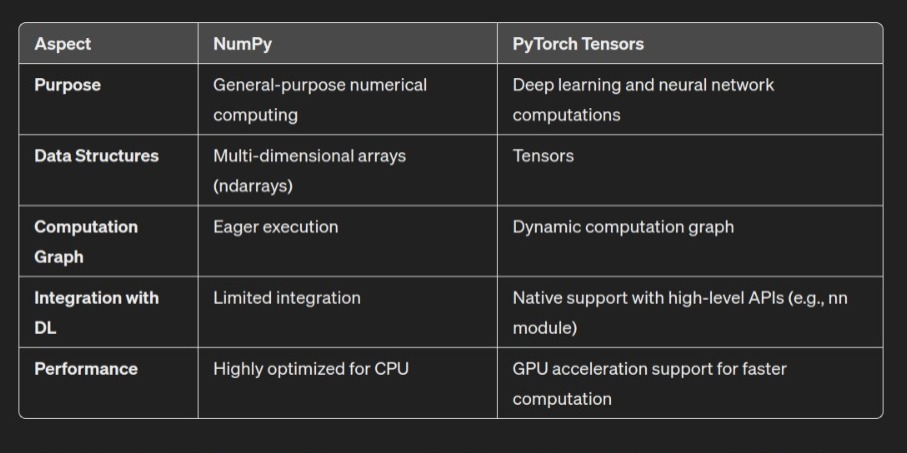 Aspect NumPy PyTorch Tensors
Purpose General-purpose numerical Deep learning and neural network
computing computations
Data Structures Multi-dimensional arrays Tensors
(ndarrays)
Computation Eager execution Dynamic computation graph
Graph
Integration with Limited integration Native support with high-level APIs (e.g., nn
DL module)
Performance Highly optimized for CPU GPU acceleration support for faster
computation